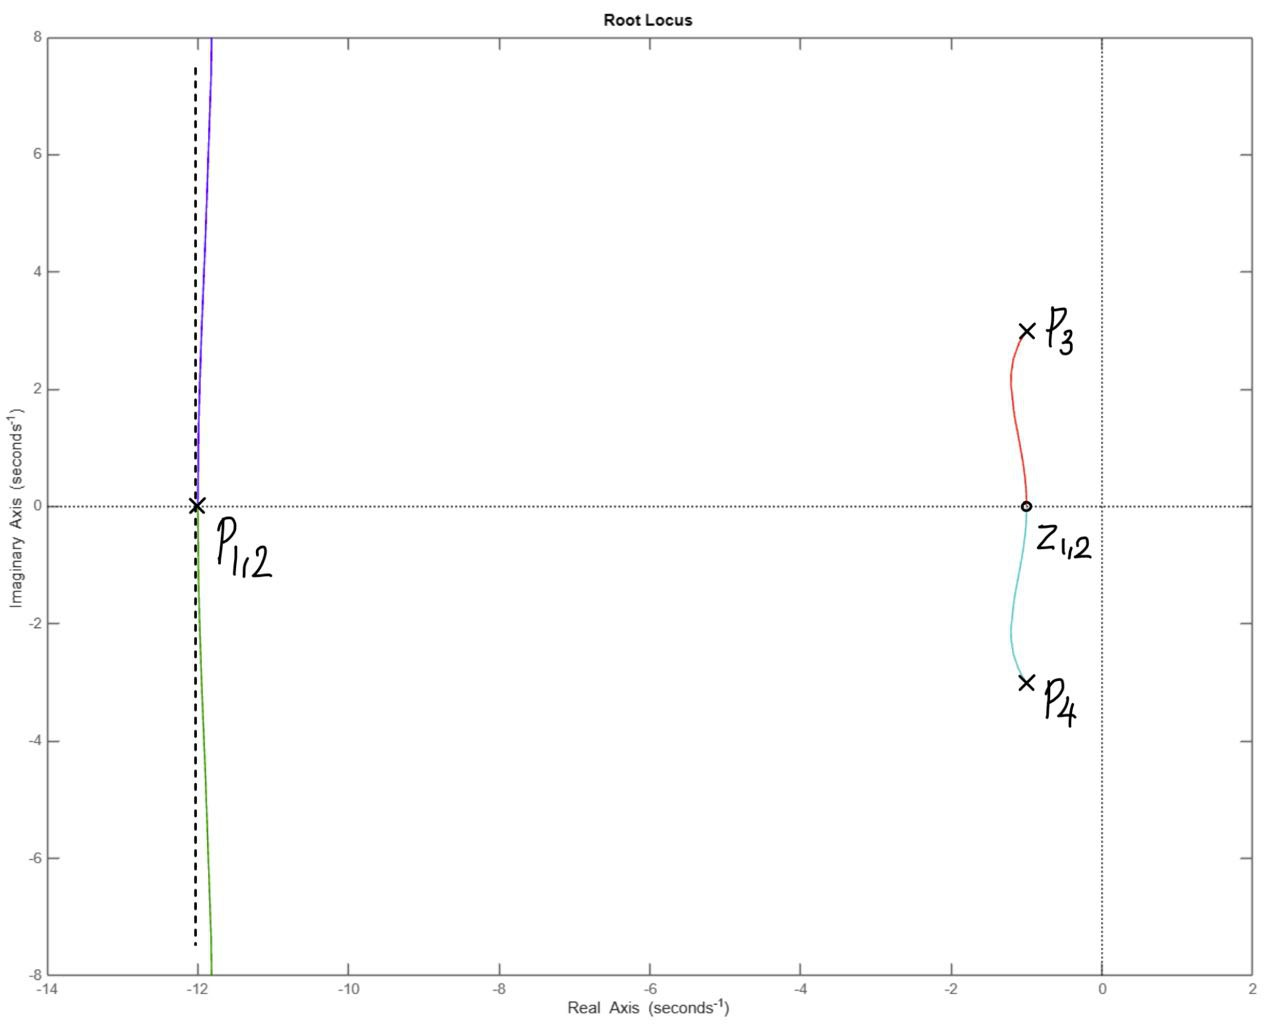 Root Locus
8
6
4
2
0
-2
-4
-6
-8
Imaginary Axis (seconds⁻¹)
P₃
P₁,₂
Z₁,₂
P₄
-14 -12 -10 -8 -6 -4 -2 0 2
Real Axis (seconds⁻¹)